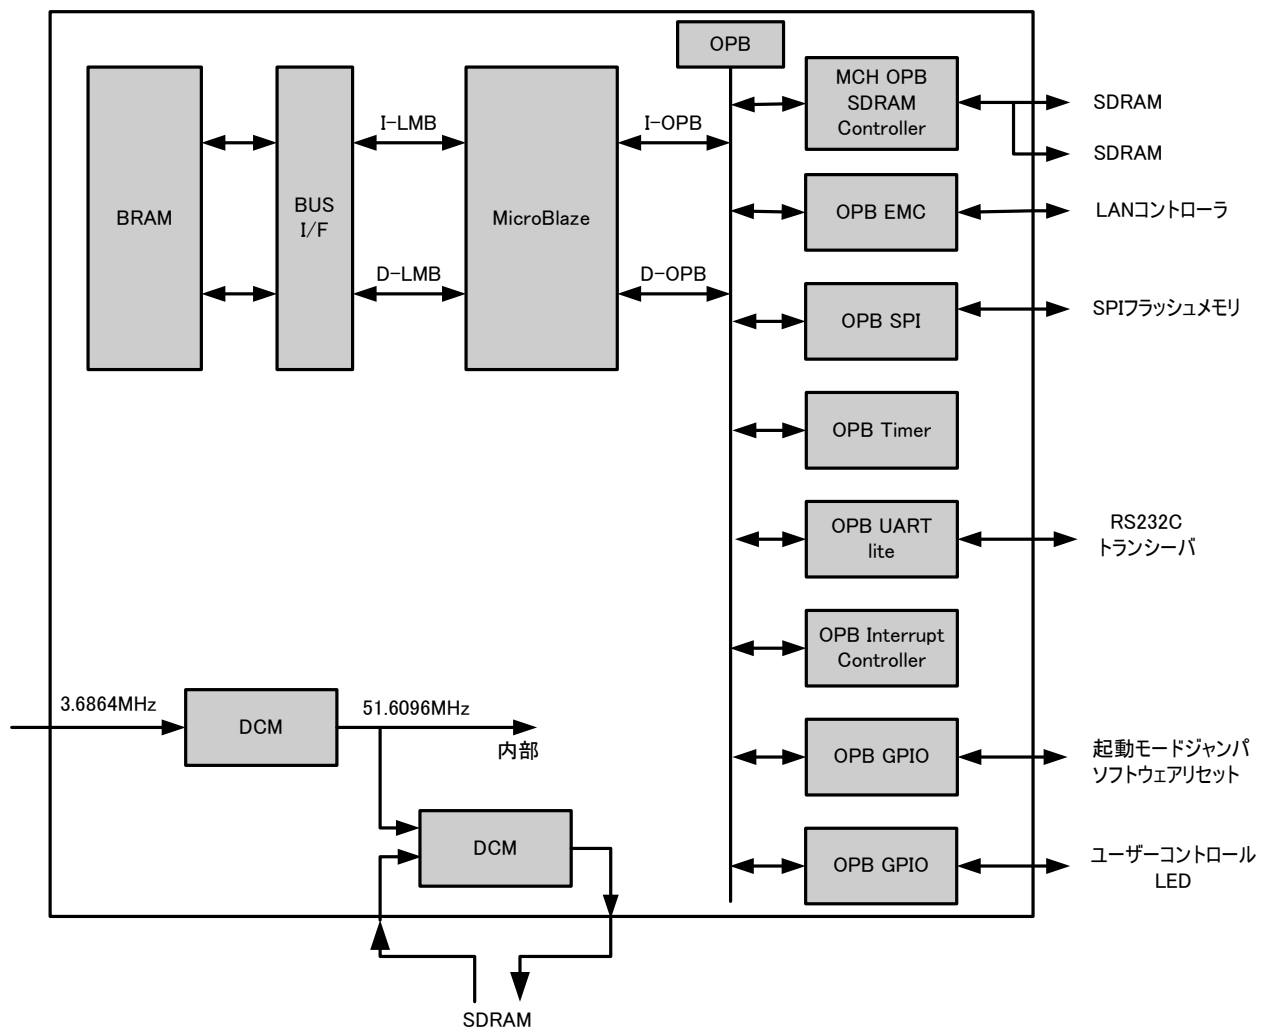 OPB
MCH OPB
SDRAM
Controller
SDRAM
SDRAM
I-LMB
I-OPB
BRAM
BUS
I/F
MicroBlaze
OPB EMC
LANコントローラ
D-LMB
D-OPB
OPB SPI
SPIフラッシュメモリ
OPB Timer
OPB UART
lite
RS232C
トランシーバ
OPB Interrupt
Controller
3.6864MHz
DCM
51.6096MHz
内部
OPB GPIO
起動モードジャンパ
ソフトウェアリセット
DCM
OPB GPIO
ユーザーコントロール
LED
SDRAM